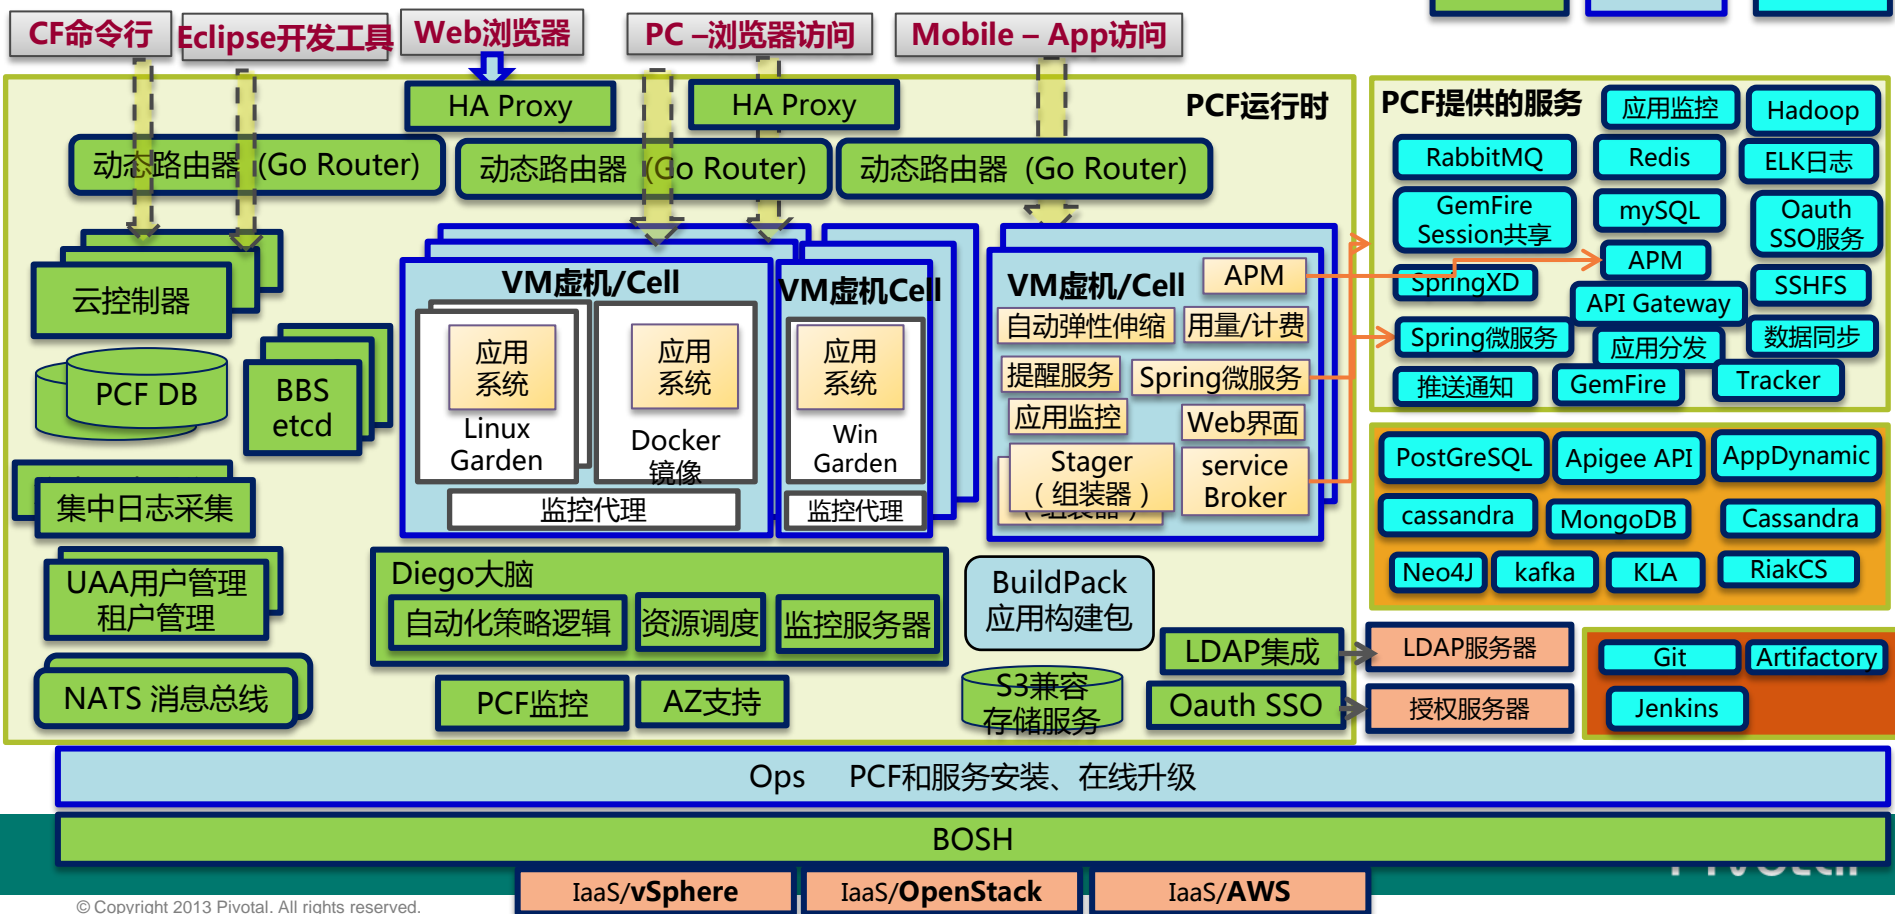 CF命令行
Eclipse开发工具
Web浏览器
PC –浏览器访问
Mobile – App访问
HA Proxy
HA Proxy
PCF运行时
动态路由器 (Go Router)
动态路由器 (Go Router)
动态路由器 (Go Router)
云控制器
PCF DB
BBS
etcd
集中日志采集
UAA用户管理
租户管理
NATS 消息总线
VM虚机/Cell
应用
系统
Linux
Garden
应用
系统
Docker
镜像
监控代理
VM虚机Cell
应用
系统
Win
Garden
监控代理
VM虚机/Cell
APM
自动弹性伸缩
用量/计费
提醒服务
Spring微服务
应用监控
Web界面
Stager
（组装器）
（组装器）
service
Broker
Diego大脑
自动化策略逻辑
资源调度
监控服务器
PCF监控
AZ支持
BuildPack
应用构建包
S3兼容
存储服务
LDAP集成
Oauth SSO
LDAP服务器
授权服务器
PCF提供的服务
应用监控
Hadoop
RabbitMQ
Redis
ELK日志
GemFire
Session共享
mySQL
Oauth
SSO服务
APM
SpringXD
API Gateway
SSHFS
Spring微服务
应用分发
数据同步
推送通知
GemFire
Tracker
PostGreSQL
Apigee API
AppDynamic
cassandra
MongoDB
Cassandra
Neo4J
kafka
KLA
RiakCS
Git
Artifactory
Jenkins
Ops PCF和服务安装、在线升级
BOSH
IaaS/vSphere
IaaS/OpenStack
IaaS/AWS
© Copyright 2013 Pivotal. All rights reserved.